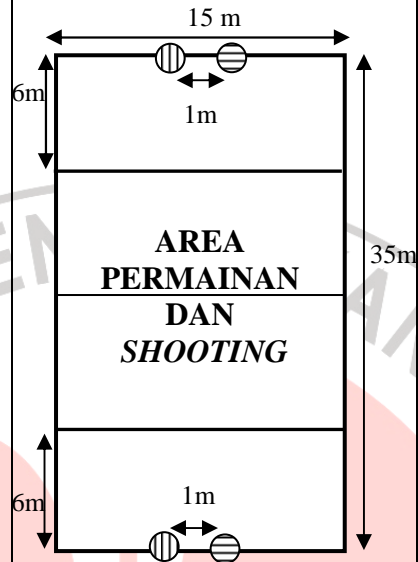 15 m
6m
1m
AREA
PERMAINAN
DAN
SHOOTING
35m
6m
1m